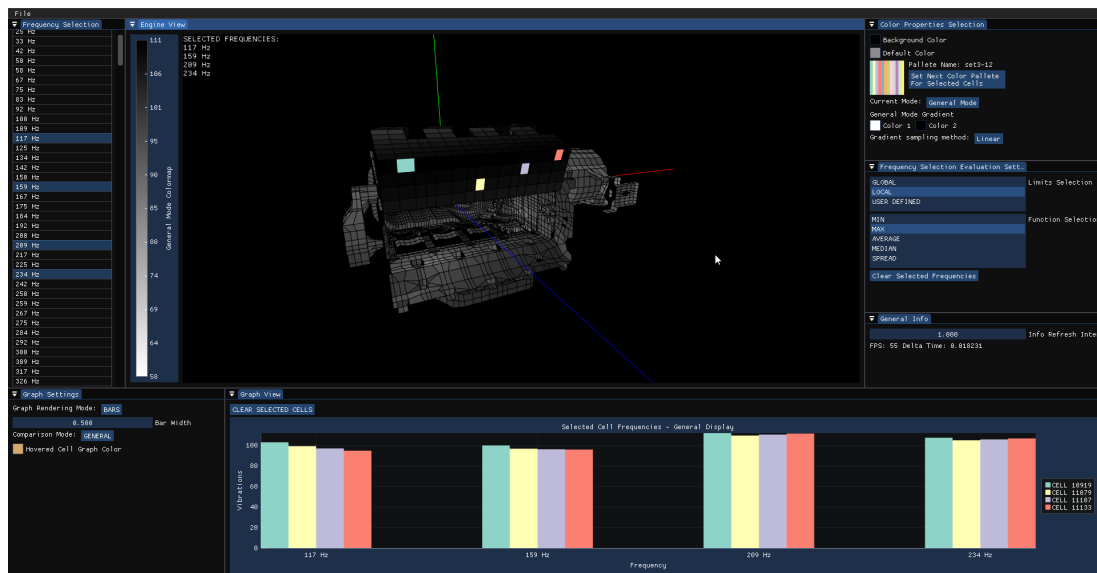 File
Frequency Selection
25 Hz
33 Hz
42 Hz
50 Hz
58 Hz
67 Hz
75 Hz
83 Hz
92 Hz
100 Hz
109 Hz
117 Hz
125 Hz
134 Hz
142 Hz
150 Hz
159 Hz
167 Hz
175 Hz
184 Hz
192 Hz
200 Hz
209 Hz
217 Hz
225 Hz
234 Hz
242 Hz
250 Hz
259 Hz
267 Hz
275 Hz
284 Hz
292 Hz
300 Hz
309 Hz
317 Hz
326 Hz
Engine View
111
106
101
95
90
85
80
74
69
64
58
General Mode Colormap
SELECTED FREQUENCIES:
117 Hz
159 Hz
209 Hz
234 Hz
Color Properties Selection
Background Color
Default Color
Pallete Name: set3-12
Set Next Color Pallete
For Selected Cells
Current Mode: General Mode
General Mode Gradient
Color 1 Color 2
Gradient sampling method: Linear
Frequency Selection Evaluation Sett…
GLOBAL
LOCAL
USER DEFINED
Limits Selection
MIN
MAX
AVERAGE
MEDIAN
SPREAD
Function Selectio
Clear Selected Frequencies
General Info
1.000 Info Refresh Inte
FPS: 55 Delta Time: 0.018231
Graph Settings
Graph Rendering Mode: BARS
0.500 Bar Width
Comparison Mode: GENERAL
Hovered Cell Graph Color
Graph View
CLEAR SELECTED CELLS
Selected Cell Frequencies - General Display
Vibrations
100
80
60
40
20
0
117 Hz
159 Hz
209 Hz
234 Hz
Frequency
CELL 10919
CELL 11079
CELL 11107
CELL 11133